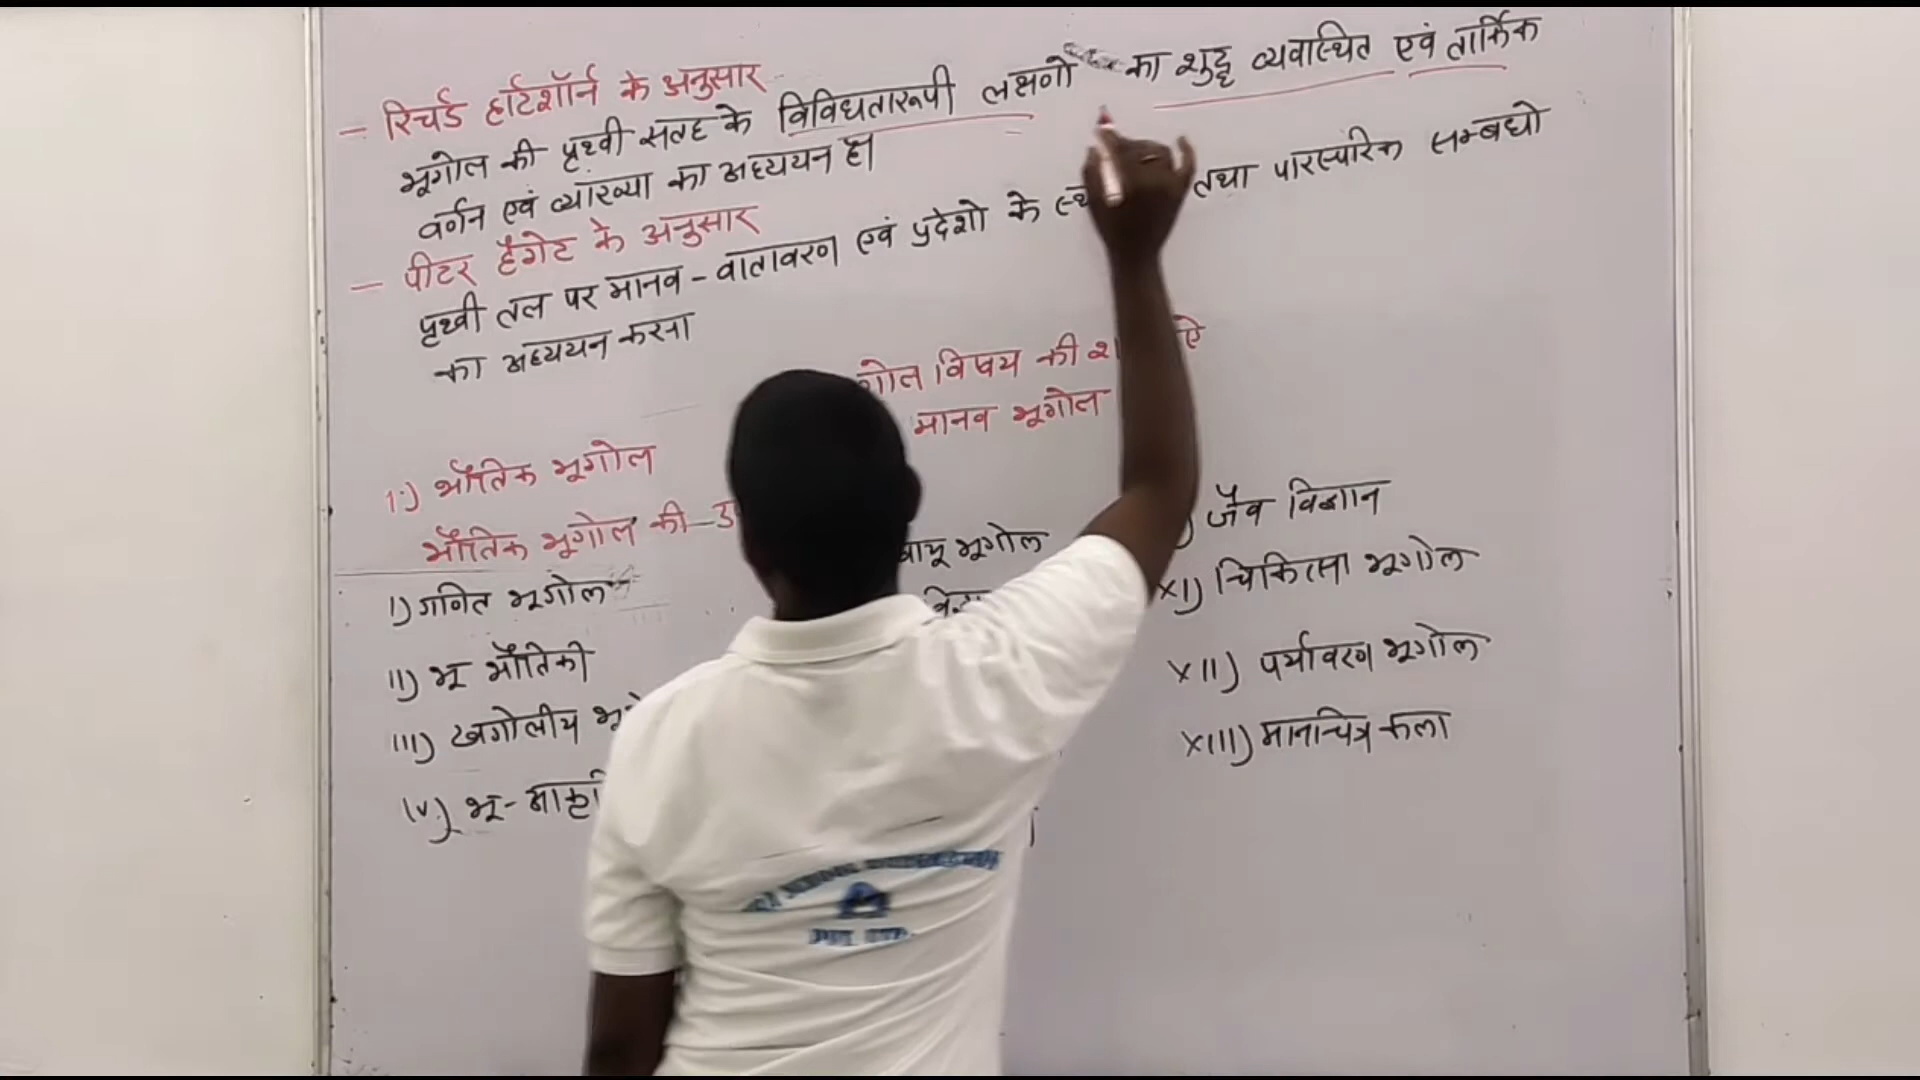 - रिचर्ड हार्टशॉर्न के अनुसार
भूगोल की पृथ्वी सतह के विविधतारूपी लक्षणो का शुद्ध व्यवास्थित एवं तार्किक
वर्णन एवं व्याख्या का अध्ययन है।
- पीटर हैगेट के अनुसार
पृथ्वी तल पर मानव - वातावरण एवं प्रदेशो के तथा पारस्परिक सम्बधो
का अध्ययन करना
विषय की
1.) भौतिक भूगोल
मानव भूगोल
भौतिक भूगोल की
I) गणित भूगोल
भूगोल
जैव विज्ञान
II) भू भौतिकी
XI) चिकित्सा भूगोल
III) खगोलीय
XII) पर्यावरण भूगोल
IV.) भू-
XIII) मानचित्र कला